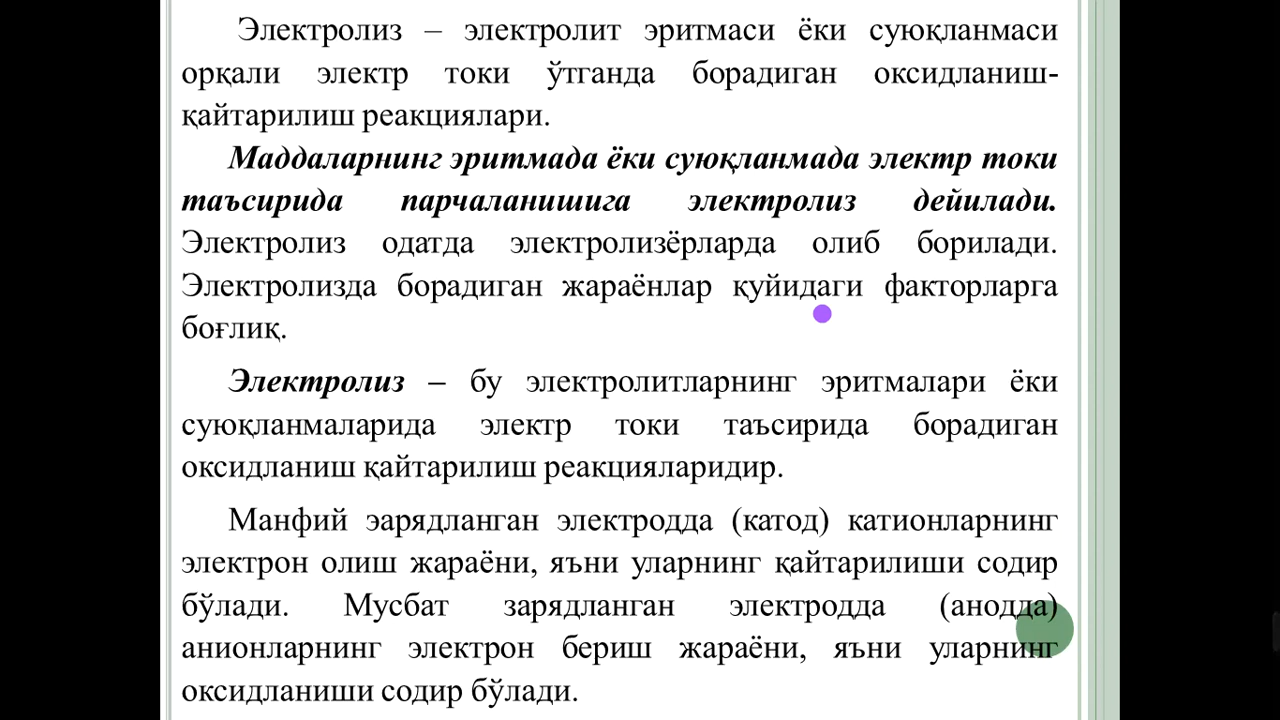 Электролиз – электролит эритмаси ёки суюқланмаси
орқали электр токи ўтганда борадиган оксидланиш-
қайтарилиш реакциялари.
Маддаларнинг эритмада ёки суюқланмада электр токи
таъсирида парчаланишига электролиз дейилади.
Электролиз одатда электролизёрларда олиб борилади.
Электролизда борадиган жараёнлар қуйидаги факторларга
боғлиқ.
Электролиз – бу электролитларнинг эритмалари ёки
суюқланмаларида электр токи таъсирида борадиган
оксидланиш қайтарилиш реакцияларидир.
Манфий эарядланган электродда (катод) катионларнинг
электрон олиш жараёни, яъни уларнинг қайтарилиши содир
бўлади. Мусбат зарядланган электродда (анодда)
анионларнинг электрон бериш жараёни, яъни уларнинг
оксидланиши содир бўлади.